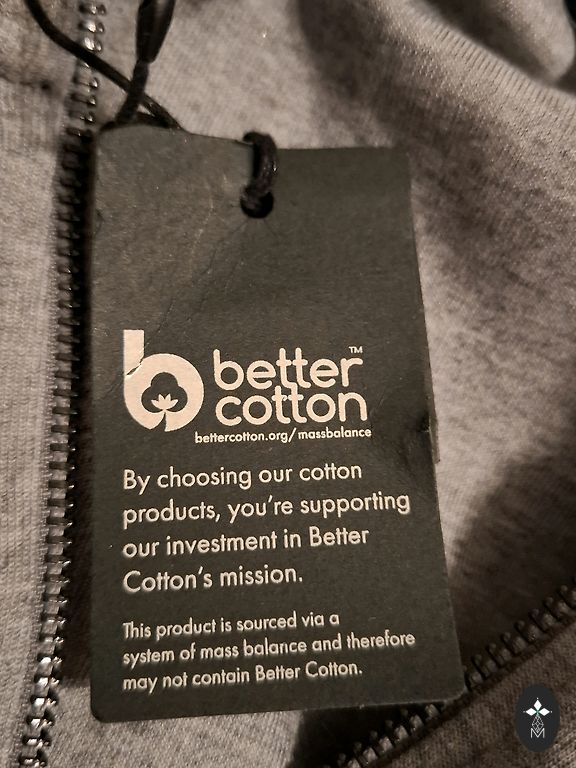 better™
cotton
bettercotton.org/massbalance
By choosing our cotton
products, you're supporting
our investment in Better
Cotton's mission.
This product is sourced via a
system of mass balance and therefore
may not contain Better Cotton.
M